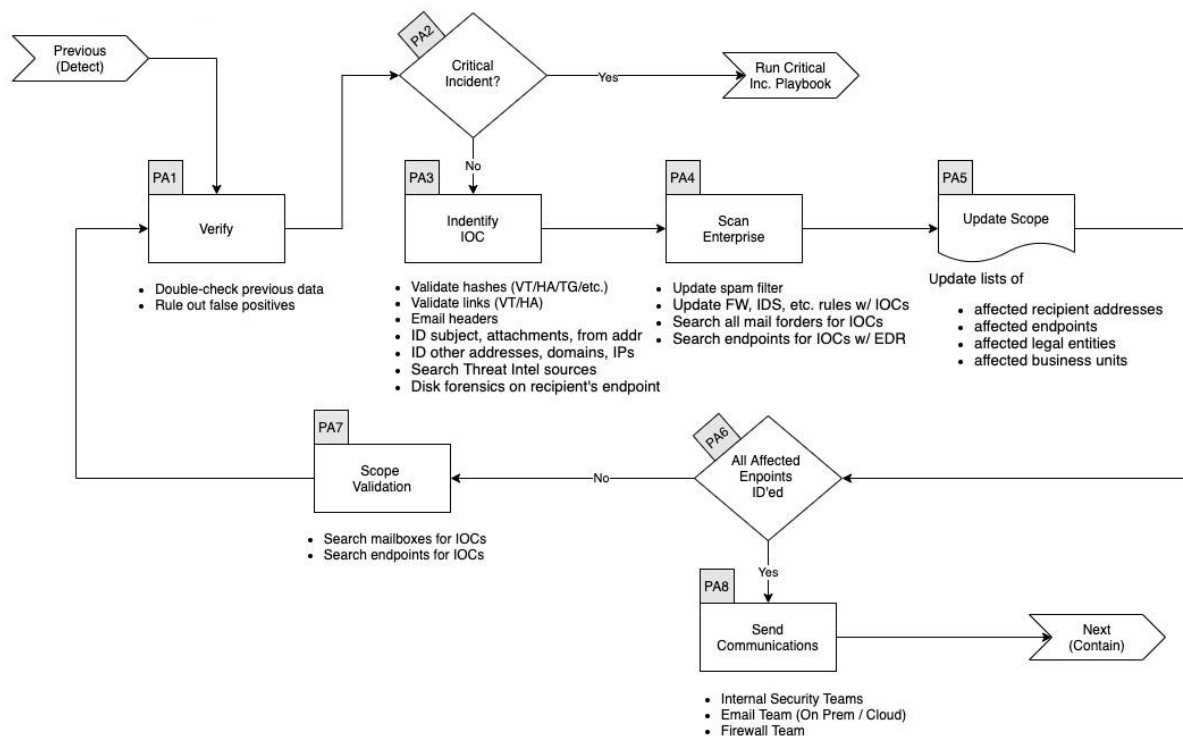 Previous
(Detect)
PA2
Critical
Incident?
Yes
Run Critical
Inc. Playbook
No
PA1
Verify
• Double-check previous data
• Rule out false positives
PA3
Indentify
IOC
• Validate hashes (VT/HA/TG/etc.)
• Validate links (VT/HA)
• Email headers
• ID subject, attachments, from addr
• ID other addresses, domains, IPs
• Search Threat Intel sources
• Disk forensics on recipient's endpoint
PA4
Scan
Enterprise
• Update spam filter
• Update FW, IDS, etc. rules w/ IOCs
• Search all mail forders for IOCs
• Search endpoints for IOCs w/ EDR
PA5
Update Scope
Update lists of
• affected recipient addresses
• affected endpoints
• affected legal entities
• affected business units
PA6
All Affected
Enpoints
ID'ed
No
PA7
Scope
Validation
• Search mailboxes for IOCs
• Search endpoints for IOCs
Yes
PA8
Send
Communications
• Internal Security Teams
• Email Team (On Prem / Cloud)
• Firewall Team
Next
(Contain)